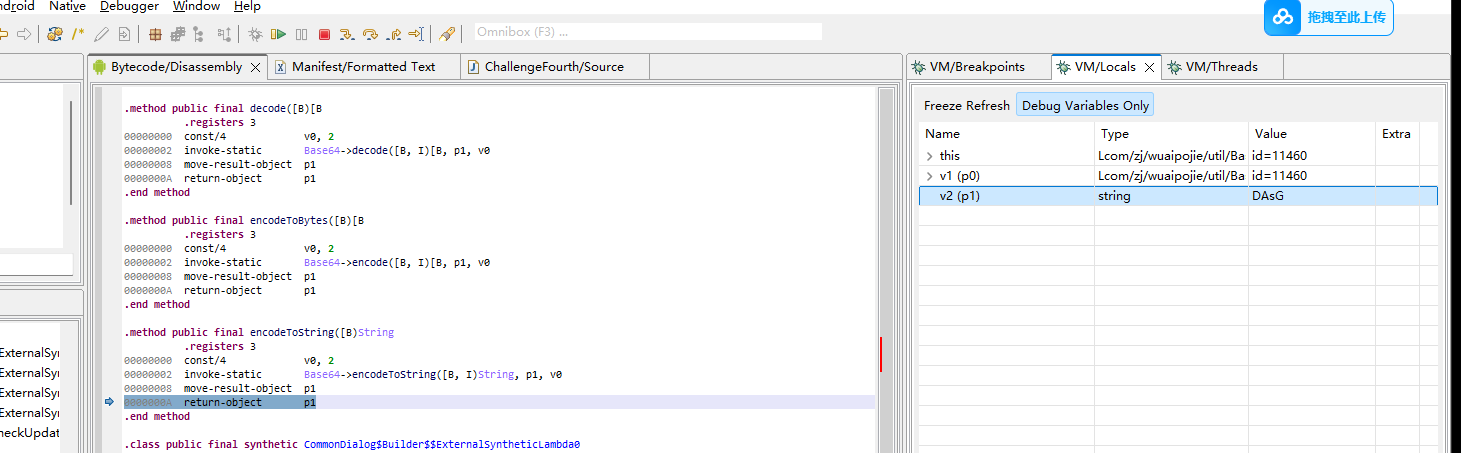 ndroid Native Debugger Window Help
拖拽至此上传
Omnibox (F3) ...
Bytecode/Disassembly Manifest/Formatted Text ChallengeFourth/Source
VM/Breakpoints VM/Locals VM/Threads
Freeze Refresh Debug Variables Only
Name Type Value Extra
this Lcom/zj/wuaipojie/util/Ba id=11460
v1 (p0) Lcom/zj/wuaipojie/util/Ba id=11460
v2 (p1) string DAsG
.method public final decode([B)[B
.registers 3
00000000 const/4 v0, 2
00000002 invoke-static Base64->decode([B, I)[B, p1, v0
00000008 move-result-object p1
0000000A return-object p1
.end method
.method public final encodeToBytes([B)[B
.registers 3
00000000 const/4 v0, 2
00000002 invoke-static Base64->encode([B, I)[B, p1, v0
00000008 move-result-object p1
0000000A return-object p1
.end method
.method public final encodeToString([B)String
.registers 3
00000000 const/4 v0, 2
00000002 invoke-static Base64->encodeToString([B, I)String, p1, v0
00000008 move-result-object p1
0000000A return-object p1
.end method
.class public final synthetic CommonDialog$Builder$$ExternalSyntheticLambda0
ExternalSyr
ExternalSyr
ExternalSyr
ExternalSyr
heckUpdat